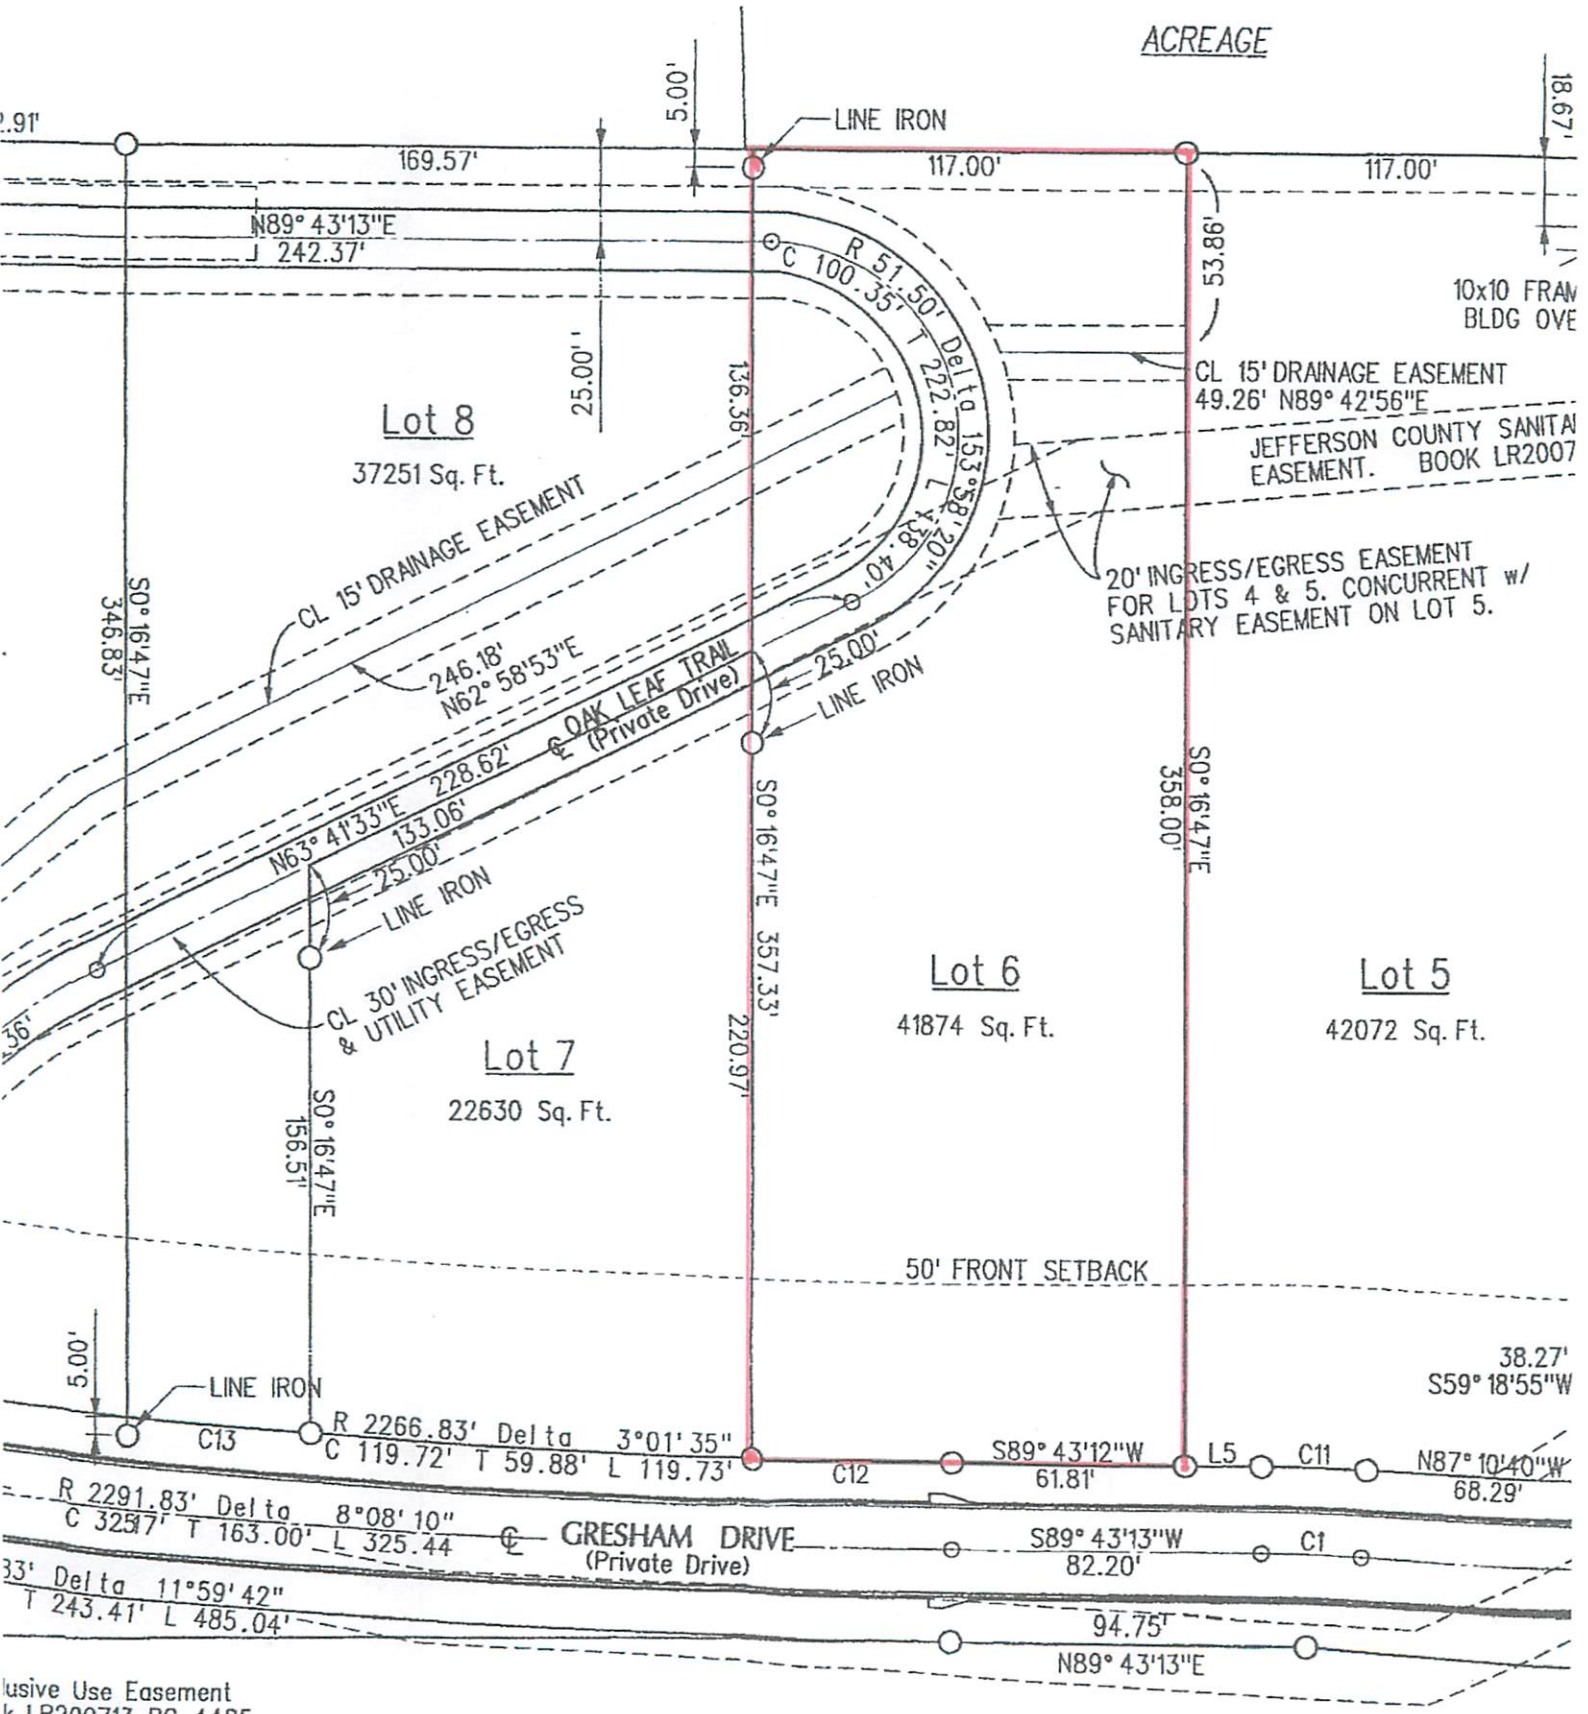 ACREAGE
5.00'
18.67'
.91'
LINE IRON
169.57'
117.00'
117.00'
N89°43'13"E
242.37'
R 51.50' Delta 153°58'20"
C 100.35' T 222.82' L 138.40'
53.86'
10x10 FRAM
BLDG OVE
25.00'
136.36'
CL 15' DRAINAGE EASEMENT
49.26' N89°42'56"E
Lot 8
37251 Sq. Ft.
JEFFERSON COUNTY SANITA
EASEMENT. BOOK LR2007
CL 15' DRAINAGE EASEMENT
20' INGRESS/EGRESS EASEMENT
FOR LOTS 4 & 5. CONCURRENT w/
SANITARY EASEMENT ON LOT 5.
S0°16'47"E
346.83'
246.18'
N62°58'53"E
OAK LEAF TRAIL
(Private Drive)
25.00'
LINE IRON
N63°41'33"E 228.62'
133.06'
25.00'
LINE IRON
S0°16'47"E 357.33'
220.97'
S0°16'47"E
358.00'
CL 30' INGRESS/EGRESS
& UTILITY EASEMENT
36'
Lot 6
41874 Sq. Ft.
Lot 5
42072 Sq. Ft.
Lot 7
22630 Sq. Ft.
S0°16'47"E
156.51'
50' FRONT SETBACK
5.00'
LINE IRON
38.27'
S59°18'55"W
C13
R 2266.83' Delta 3°01'35"
C 119.72' T 59.88' L 119.73'
C12
S89°43'12"W
61.81'
L5
C11
N87°10'40"W
68.29'
R 2291.83' Delta 8°08'10"
T 163.00' L 325.44
GRESHAM DRIVE
(Private Drive)
S89°43'13"W
82.20'
C1
33' Delta 11°59'42"
T 243.41' L 485.04'
94.75'
N89°43'13"E
lusive Use Easement